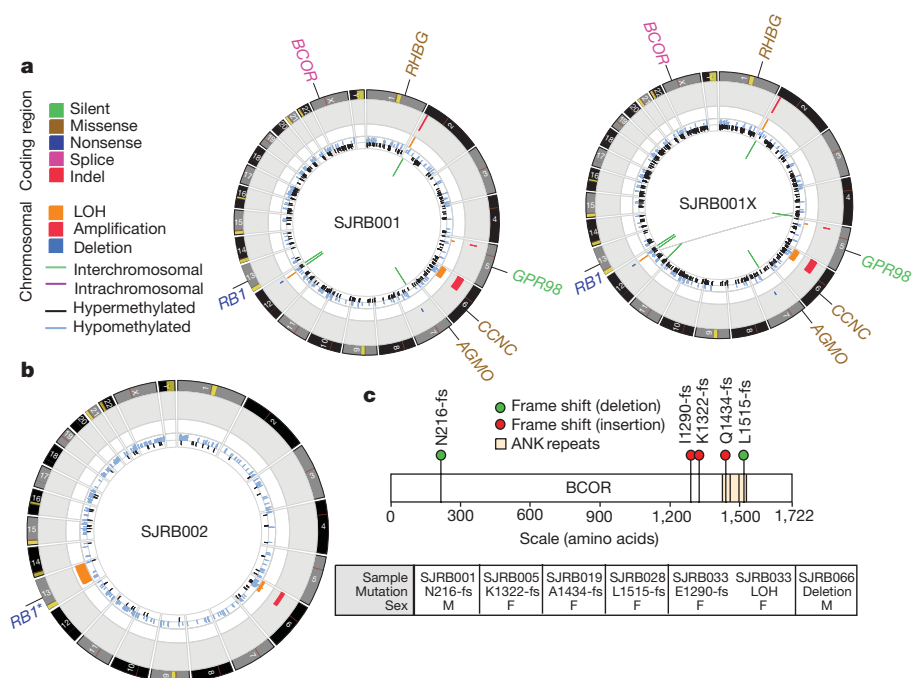 a
Coding region
Silent
Missense
Nonsense
Splice
Indel
Chromosomal
LOH
Amplification
Deletion
Interchromosomal
Intrachromosomal
Hypermethylated
Hypomethylated
BCOR
RHBG
SJRB001
RB1
GPR98
CCNC
AGMO
BCOR
RHBG
SJRB001X
RB1
GPR98
CCNC
AGMO
b
SJRB002
RB1*
c
Frame shift (deletion)
Frame shift (insertion)
ANK repeats
N216-fs
I1290-fs
K1322-fs
Q1434-fs
L1515-fs
BCOR
0 300 600 900 1,200 1,500 1,722
Scale (amino acids)
Sample SJRB001 SJRB005 SJRB019 SJRB028 SJRB033 SJRB033 SJRB066
Mutation N216-fs K1322-fs A1434-fs L1515-fs E1290-fs LOH Deletion
Sex M F F F F F M